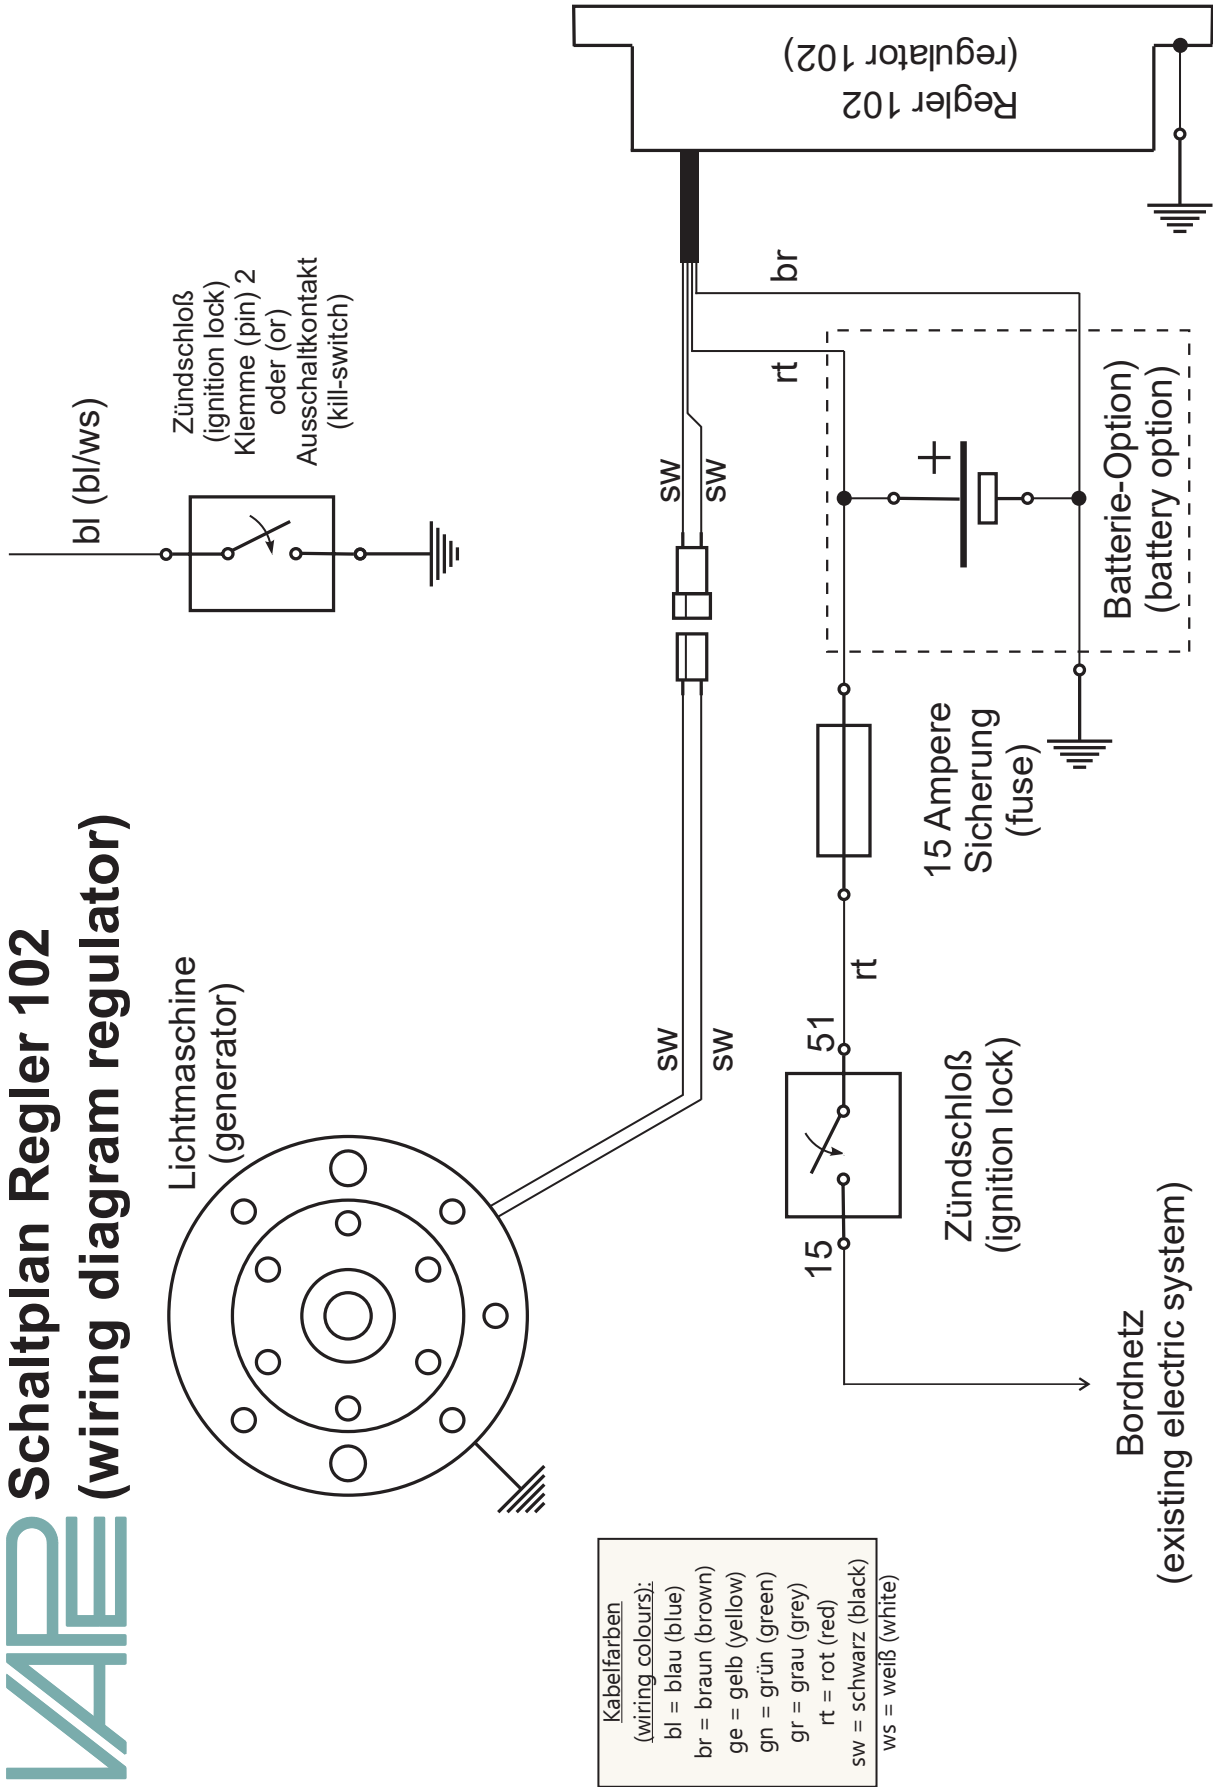 VAPE
Schaltplan Regler 102
(wiring diagram regulator)
Lichtmaschine
(generator)
bl (bl/ws)
Zündschloß
(ignition lock)
Klemme (pin) 2
oder (or)
Ausschaltkontakt
(kill-switch)
sw
sw
sw
sw
Regler 102
(regulator 102)
rt
br
15
51
rt
Zündschloß
(ignition lock)
15 Ampere
Sicherung
(fuse)
+
Batterie-Option)
(battery option)
Bordnetz
(existing electric system)
Kabelfarben
(wiring colours):
bl = blau (blue)
br = braun (brown)
ge = gelb (yellow)
gn = grün (green)
gr = grau (grey)
rt = rot (red)
sw = schwarz (black)
ws = weiß (white)